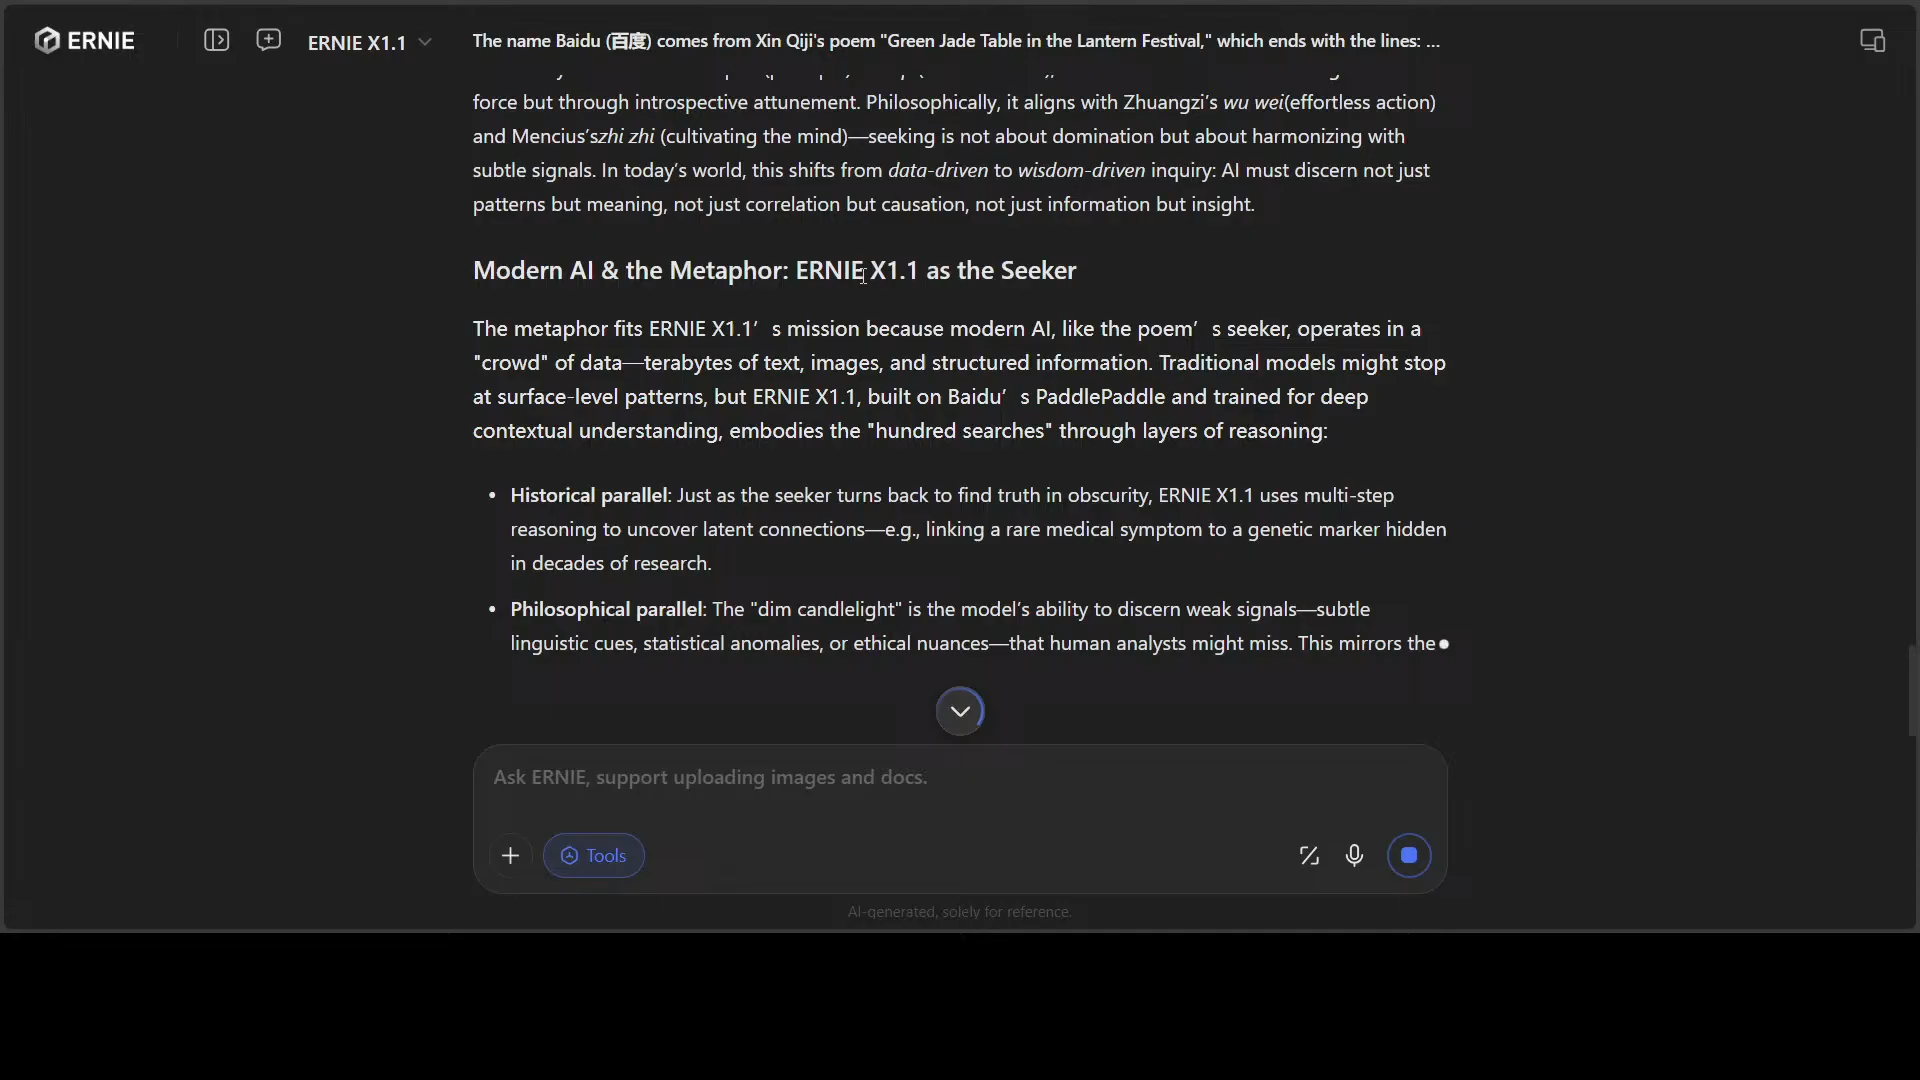 ERNIE
ERNIE X1.1
The name Baidu (百度) comes from Xin Qiji's poem "Green Jade Table in the Lantern Festival," which ends with the lines: ...
force but through introspective attunement. Philosophically, it aligns with Zhuangzi’s wu wei(effortless action)
and Mencius’szhi zhi (cultivating the mind)—seeking is not about domination but about harmonizing with
subtle signals. In today’s world, this shifts from data-driven to wisdom-driven inquiry: AI must discern not just
patterns but meaning, not just correlation but causation, not just information but insight.
Modern AI & the Metaphor: ERNIE X1.1 as the Seeker
The metaphor fits ERNIE X1.1’ s mission because modern AI, like the poem’ s seeker, operates in a
"crowd" of data—terabytes of text, images, and structured information. Traditional models might stop
at surface-level patterns, but ERNIE X1.1, built on Baidu’ s PaddlePaddle and trained for deep
contextual understanding, embodies the "hundred searches" through layers of reasoning:
• Historical parallel: Just as the seeker turns back to find truth in obscurity, ERNIE X1.1 uses multi-step
reasoning to uncover latent connections—e.g., linking a rare medical symptom to a genetic marker hidden
in decades of research.
• Philosophical parallel: The "dim candlelight" is the model’s ability to discern weak signals—subtle
linguistic cues, statistical anomalies, or ethical nuances—that human analysts might miss. This mirrors the
Ask ERNIE, support uploading images and docs.
Tools
AI-generated, solely for reference.